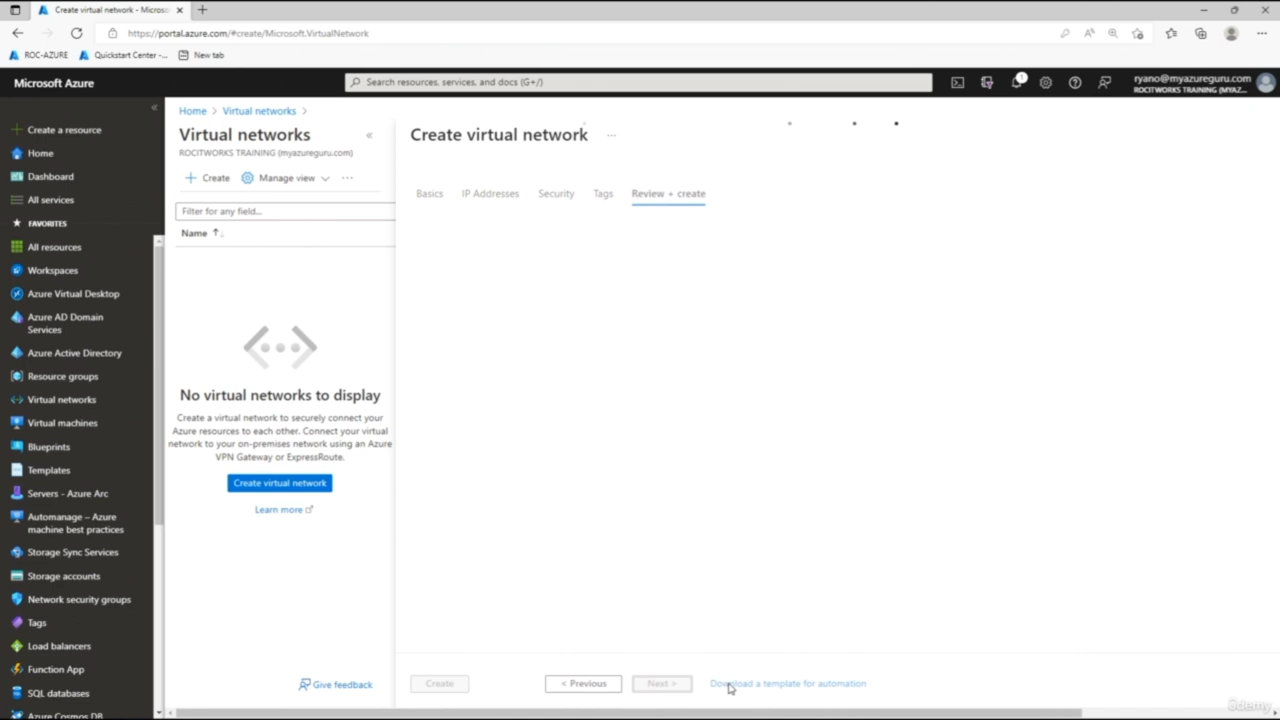 Create virtual network - Micros
https://portal.azure.com/#create/Microsoft.VirtualNetwork
ROC-AZURE
Quickstart Center -...
New tab
Microsoft Azure
Search resources, services, and docs (G+/)
1
ryano@myazureguru.com
ROCITWORKS TRAINING (MYAZ...
Create a resource
Home
Dashboard
All services
FAVORITES
All resources
Workspaces
Azure Virtual Desktop
Azure AD Domain
Services
Azure Active Directory
Resource groups
Virtual networks
Virtual machines
Blueprints
Templates
Servers - Azure Arc
Automanage – Azure
machine best practices
Storage Sync Services
Storage accounts
Network security groups
Tags
Load balancers
Function App
SQL databases
Azure Cosmos DB
Home > Virtual networks >
Virtual networks
ROCITWORKS TRAINING (myazureguru.com)
+ Create
Manage view
...
Filter for any field...
Name ↑↓
No virtual networks to display
Create a virtual network to securely connect your
Azure resources to each other. Connect your virtual
network to your on-premises network using an Azure
VPN Gateway or ExpressRoute.
Create virtual network
Learn more
Give feedback
Create virtual network ...
Basics
IP Addresses
Security
Tags
Review + create
Create
< Previous
Next >
Download a template for automation
ûdemy